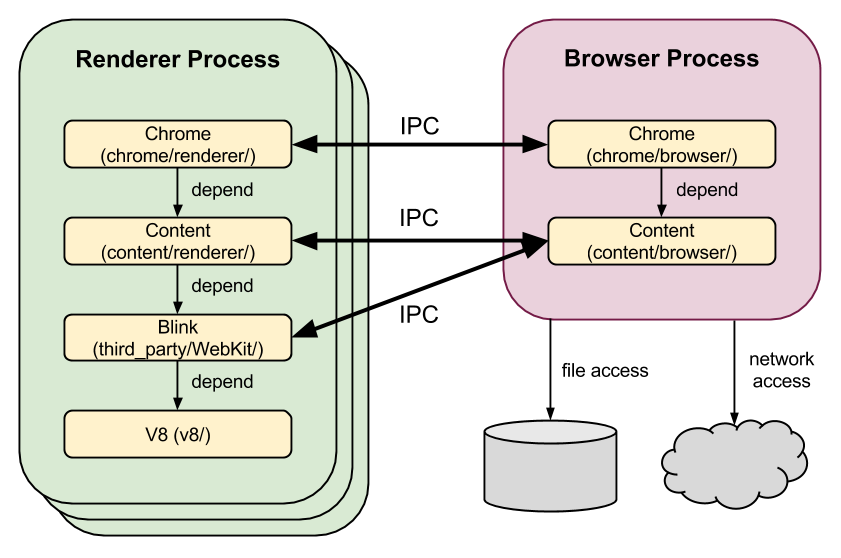 Renderer Process
Browser Process
Chrome
(chrome/renderer/)
IPC
Chrome
(chrome/browser/)
depend
depend
Content
(content/renderer/)
IPC
Content
(content/browser/)
depend
Blink
(third_party/WebKit/)
IPC
depend
file access
network
access
V8 (v8/)